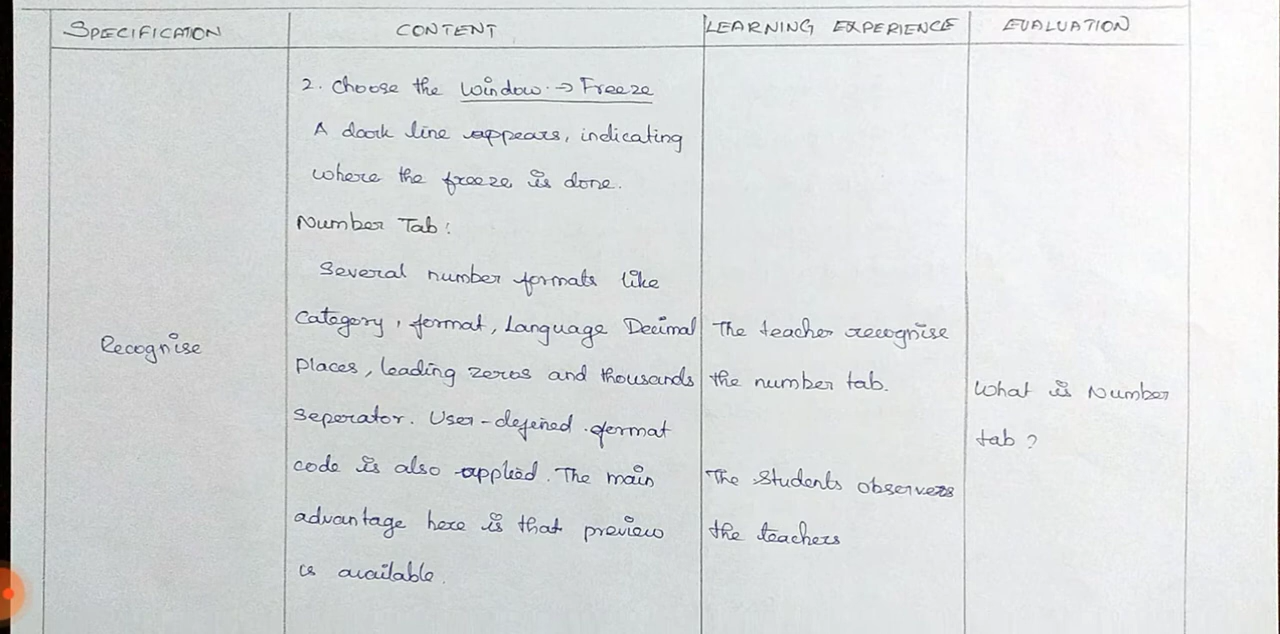 SPECIFICATION CONTENT LEARNING EXPERIENCE EVALUATION
2. Choose the Window → Freeze
A dark line appears, indicating
where the freeze is done.
Number Tab:
Several number formats like
Category, format, Language Decimal
Places, leading zeros and thousands
Seperator. User-defined format
code is also applied. The main
advantage here is that preview
is available.
Recognise
The teacher recognise
the number tab.
The Students observers
the teachers
What is Number
tab?